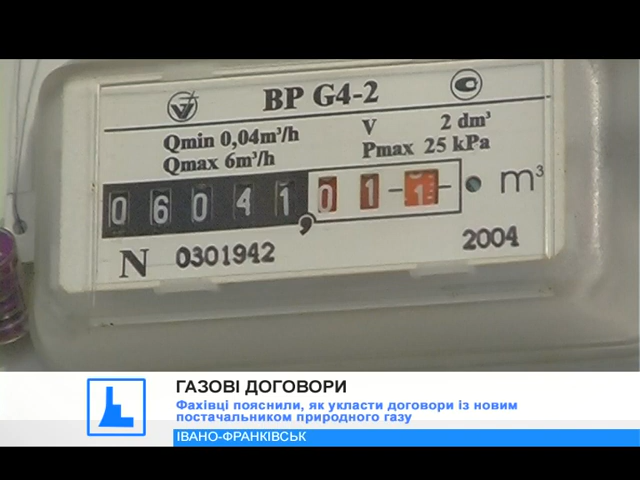 BP G4-2
Qmin 0,04m³/h
Qmax 6m³/h
V 2 dm³
Pmax 25 kPa
06041,011 m³
N 0301942
2004
ГАЗОВІ ДОГОВОРИ
Фахівці пояснили, як укласти договори із новим
постачальником природного газу
ІВАНО-ФРАНКІВСЬК